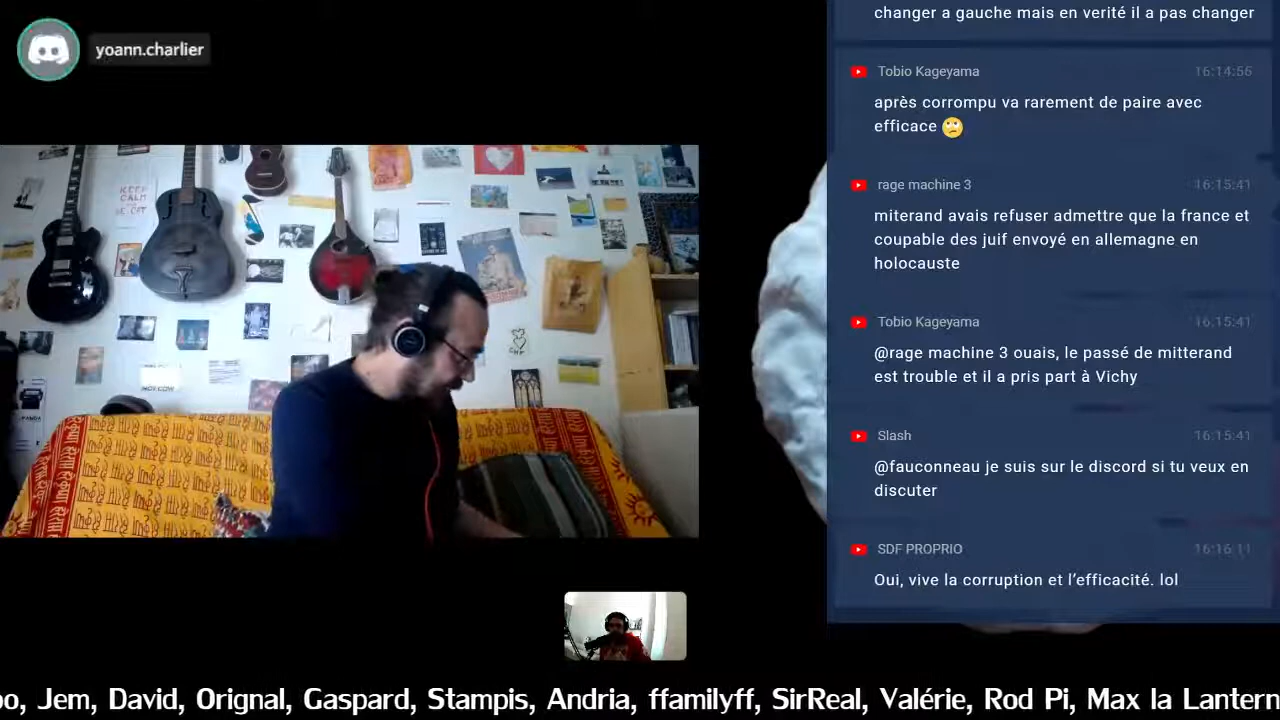 yoann.charlier
KEEP
CALM
changer a gauche mais en verité il a pas changer
Tobio Kageyama 16:14:56
après corrompu va rarement de paire avec
efficace 🙄
rage machine 3 16:15:41
miterand avais refuser admettre que la france et
coupable des juif envoyé en allemagne en
holocauste
Tobio Kageyama 16:15:41
@rage machine 3 ouais, le passé de mitterand
est trouble et il a pris part à Vichy
Slash 16:15:41
@fauconneau je suis sur le discord si tu veux en
discuter
SDF PROPRIO 16:16:11
Oui, vive la corruption et l’efficacité. lol
oo, Jem, David, Orignal, Gaspard, Stampis, Andria, ffamilyff, SirReal, Valérie, Rod Pi, Max la Lantern